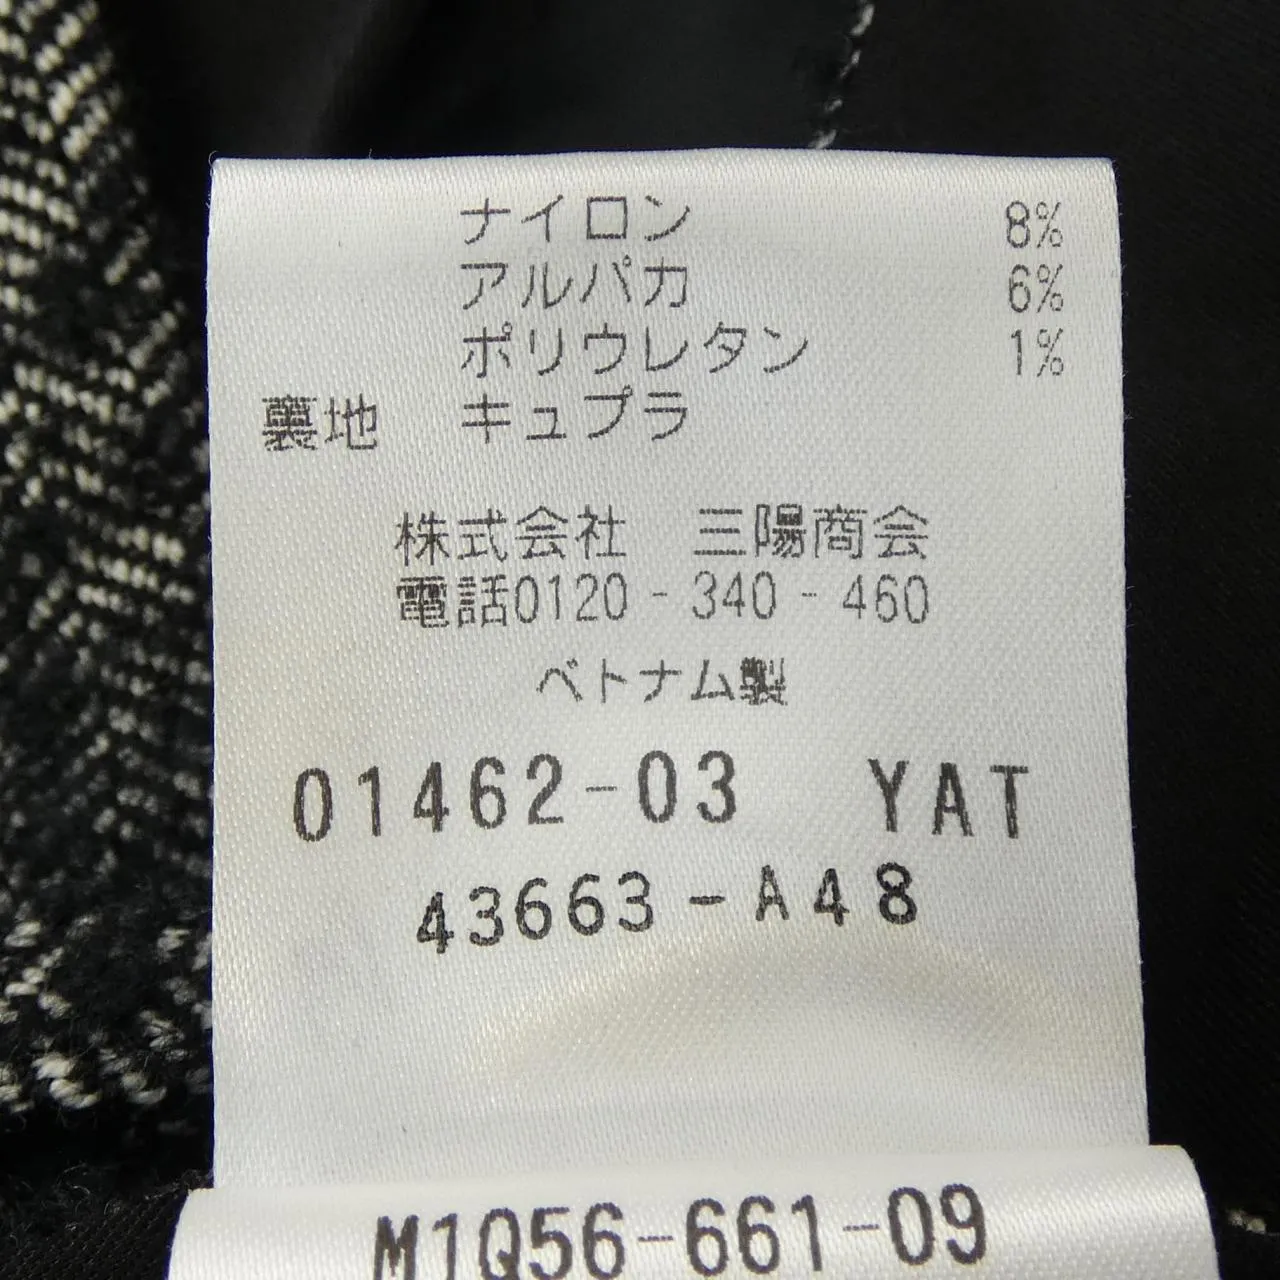 ナイロン 8%
アルパカ 6%
ポリウレタン 1%
裏地 キュプラ
株式会社 三陽商会
電話0120-340-460
ベトナム製
01462-03 YAT
43663-A48
M1Q56-661-09